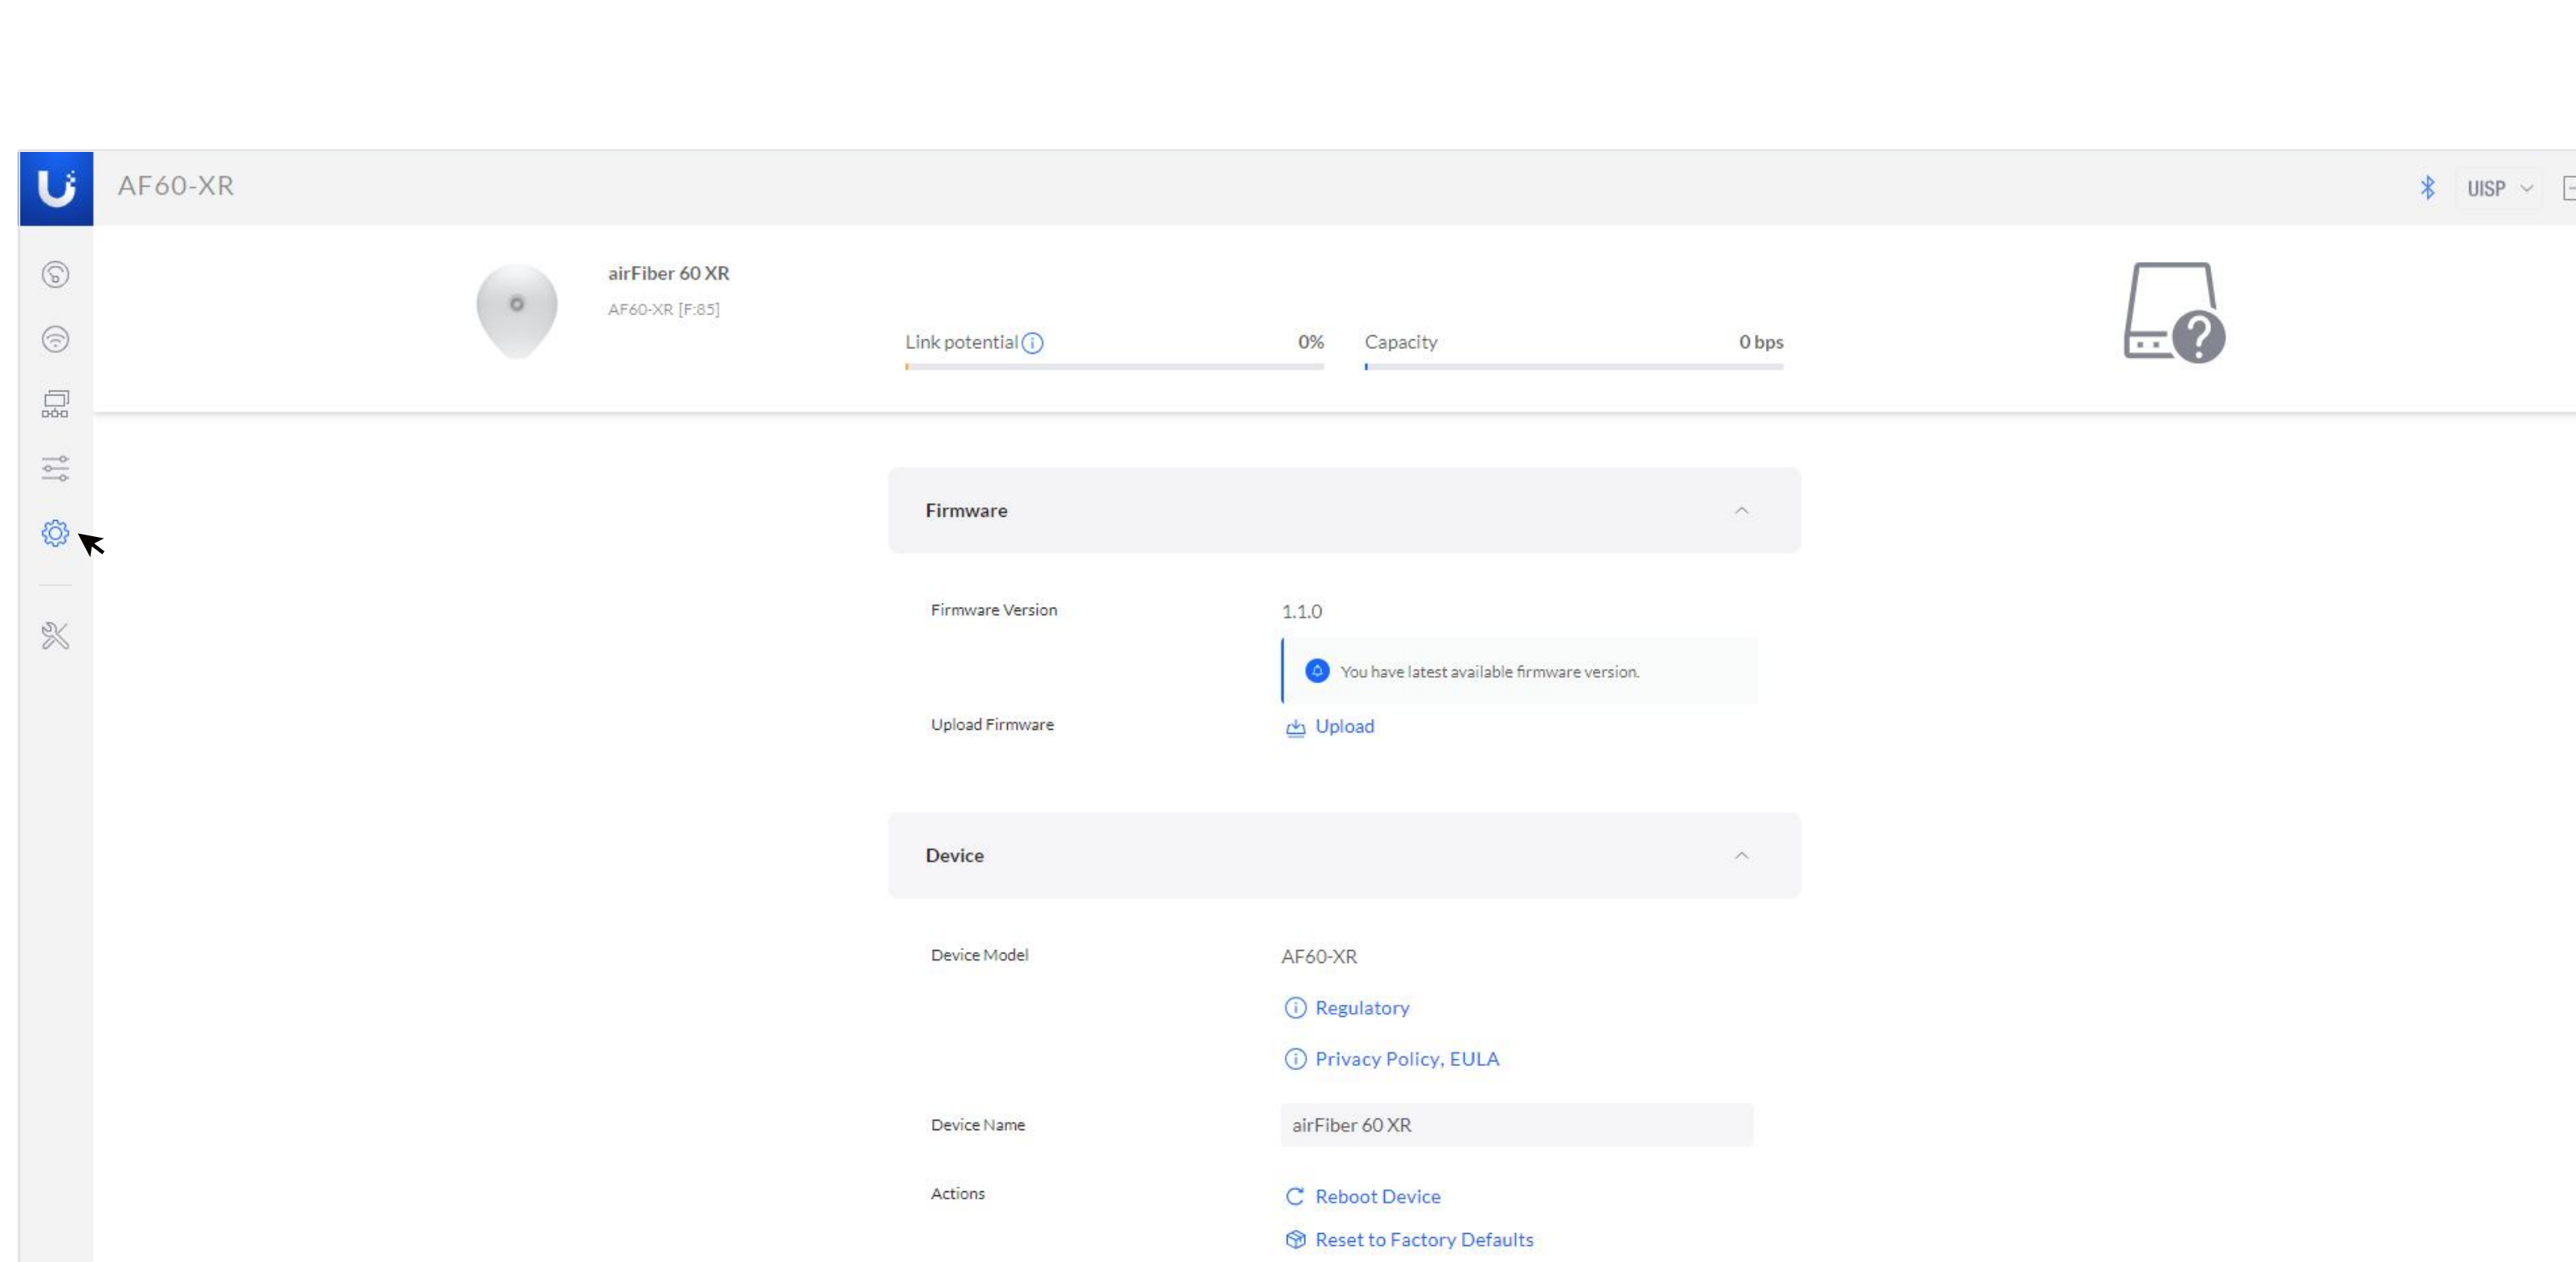 AF60-XR
UISP
airFiber 60 XR
AF60-XR [F:85]
Link potential 0% Capacity 0 bps
Firmware
Firmware Version 1.1.0
You have latest available firmware version.
Upload Firmware Upload
Device
Device Model AF60-XR
Regulatory
Privacy Policy, EULA
Device Name airFiber 60 XR
Actions Reboot Device
Reset to Factory Defaults